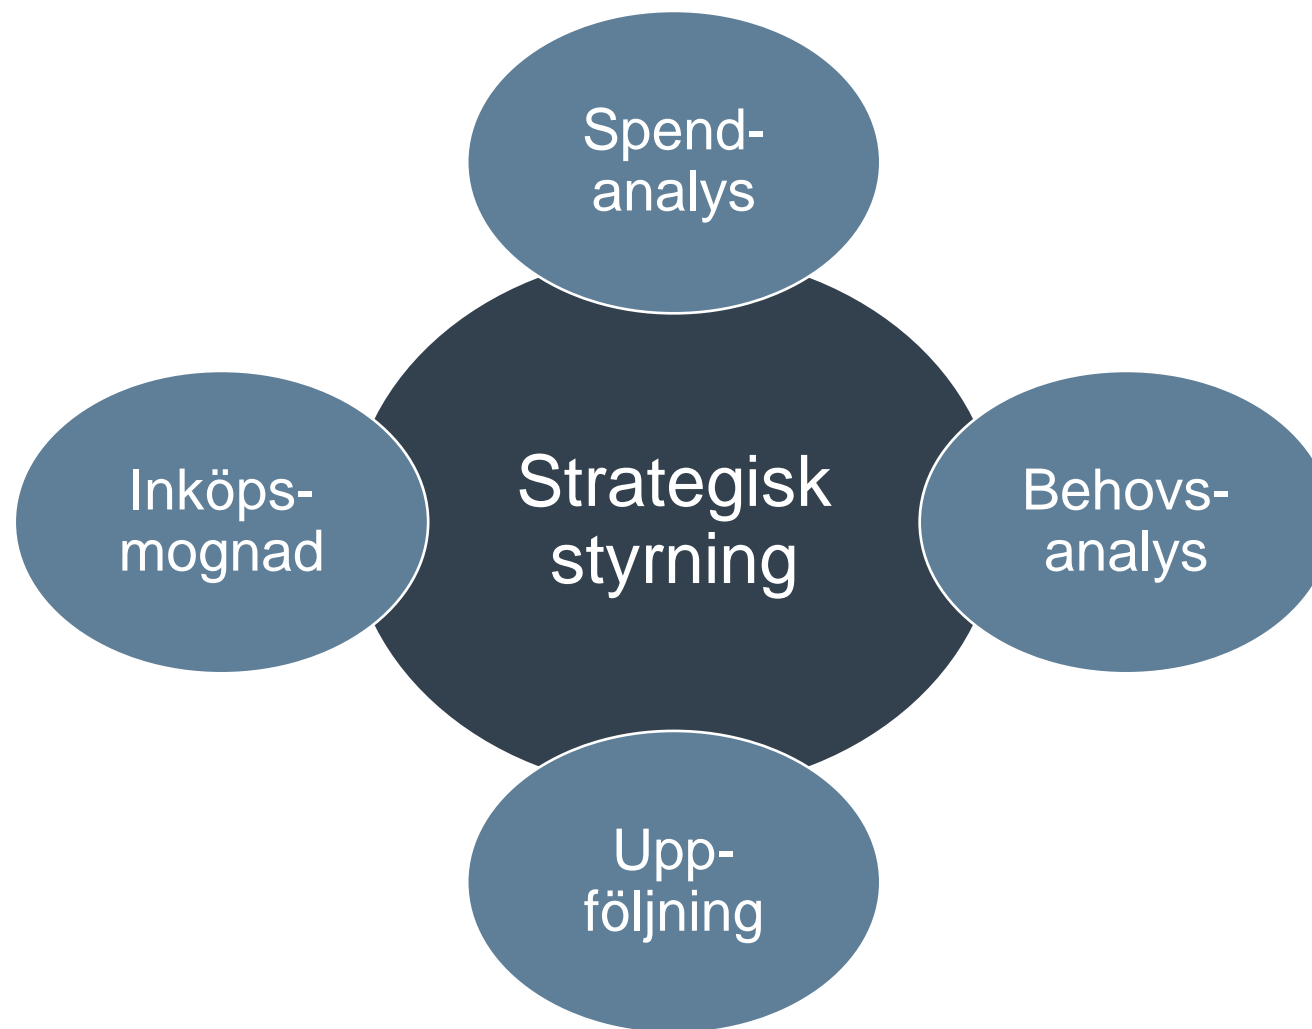 Spend-
analys
Inköps-
mognad
Strategisk
styrning
Behovs-
analys
Upp-
följning